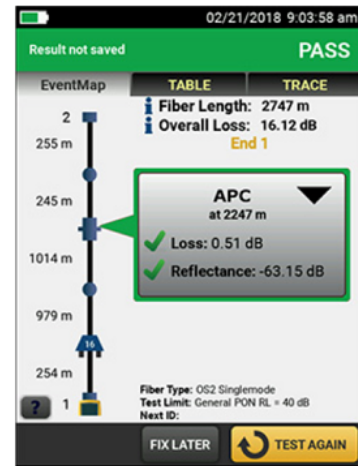 02/21/2018 9:03:58 am
Result not saved PASS
EventMap TABLE TRACE
i Fiber Length: 2747 m
i Overall Loss: 16.12 dB
End 1
2
255 m
245 m
1014 m
979 m
16
254 m
? 1
APC
at 2247 m
Loss: 0.51 dB
Reflectance: -63.15 dB
Fiber Type: OS2 Singlemode
Test Limit: General PON RL = 40 dB
Next ID:
FIX LATER TEST AGAIN